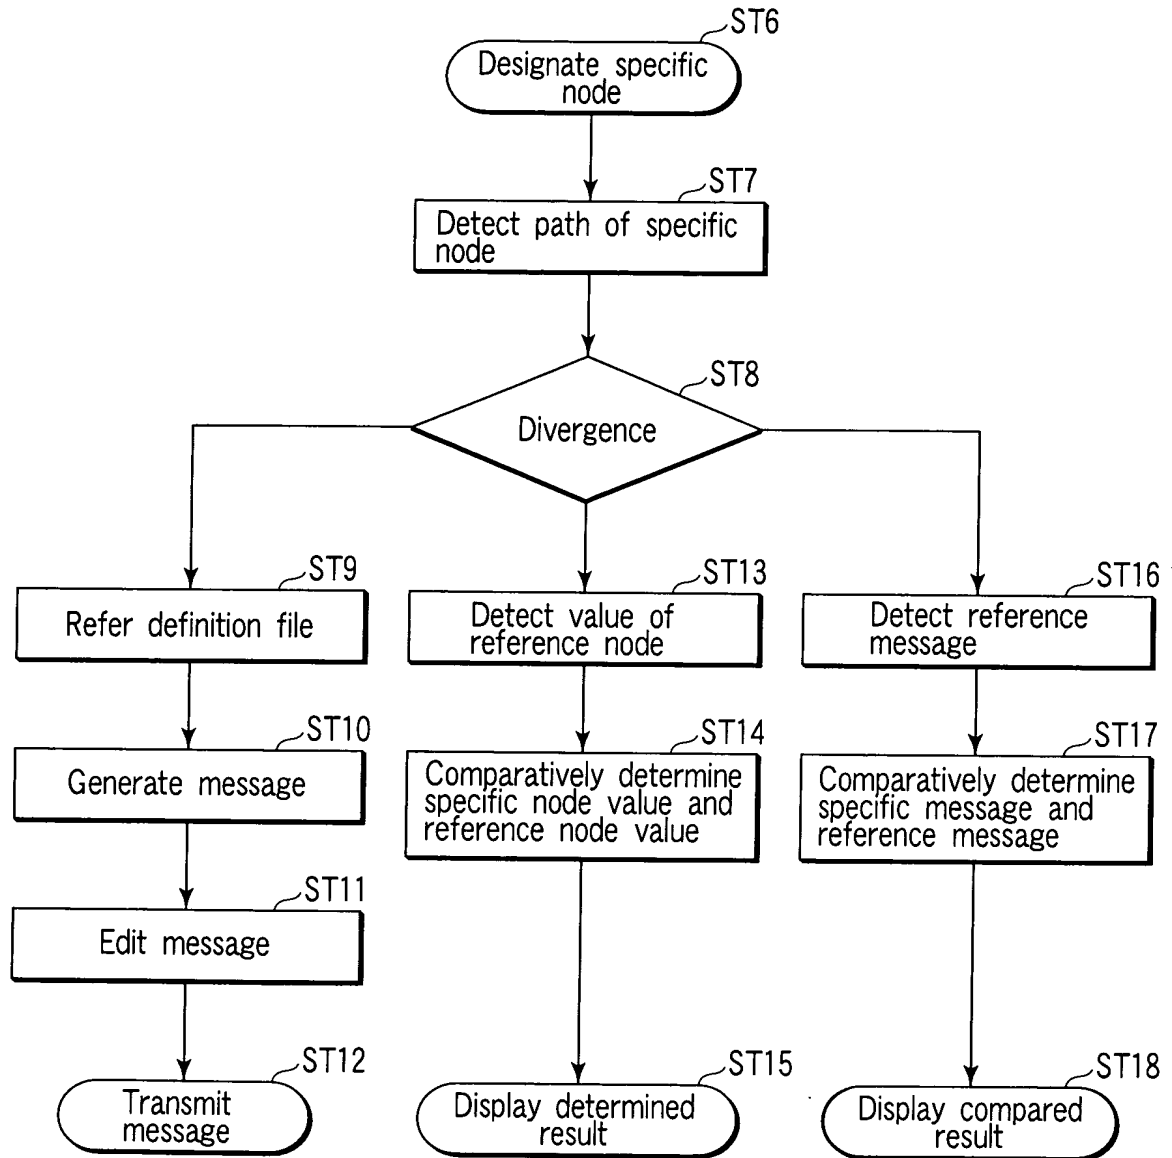 ST6
Designate specific
node
ST7
Detect path of specific
node
ST8
Divergence
ST9
Refer definition file
ST10
Generate message
ST11
Edit message
ST12
Transmit
message
ST13
Detect value of
reference node
ST14
Comparatively determine
specific node value and
reference node value
ST15
Display determined
result
ST16
Detect reference
message
ST17
Comparatively determine
specific message and
reference message
ST18
Display compared
result